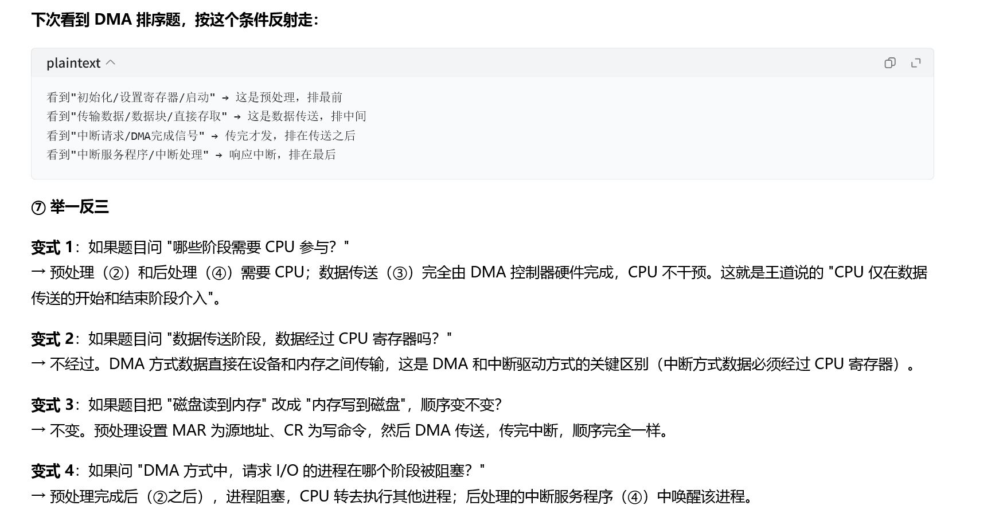 下次看到 DMA 排序题，按这个条件反射走：
plaintext
看到"初始化/设置寄存器/启动" → 这是预处理，排最前
看到"传输数据/数据块/直接存取" → 这是数据传送，排中间
看到"中断请求/DMA完成信号" → 传完才发，排在传送之后
看到"中断服务程序/中断处理" → 响应中断，排在最后
⑦ 举一反三
变式 1：如果题目问 "哪些阶段需要 CPU 参与？"
→ 预处理（②）和后处理（④）需要 CPU；数据传送（③）完全由 DMA 控制器硬件完成，CPU 不干预。这就是王道说的 "CPU 仅在数据
传送的开始和结束阶段介入"。
变式 2：如果题目问 "数据传送阶段，数据经过 CPU 寄存器吗？"
→ 不经过。DMA 方式数据直接在设备和内存之间传输，这是 DMA 和中断驱动方式的关键区别（中断方式数据必须经过 CPU 寄存器）。
变式 3：如果题目把 "磁盘读到内存" 改成 "内存写到磁盘"，顺序变不变？
→ 不变。预处理设置 MAR 为源地址、CR 为写命令，然后 DMA 传送，传完中断，顺序完全一样。
变式 4：如果问 "DMA 方式中，请求 I/O 的进程在哪个阶段被阻塞？"
→ 预处理完成后（②之后），进程阻塞，CPU 转去执行其他进程；后处理的中断服务程序（④）中唤醒该进程。